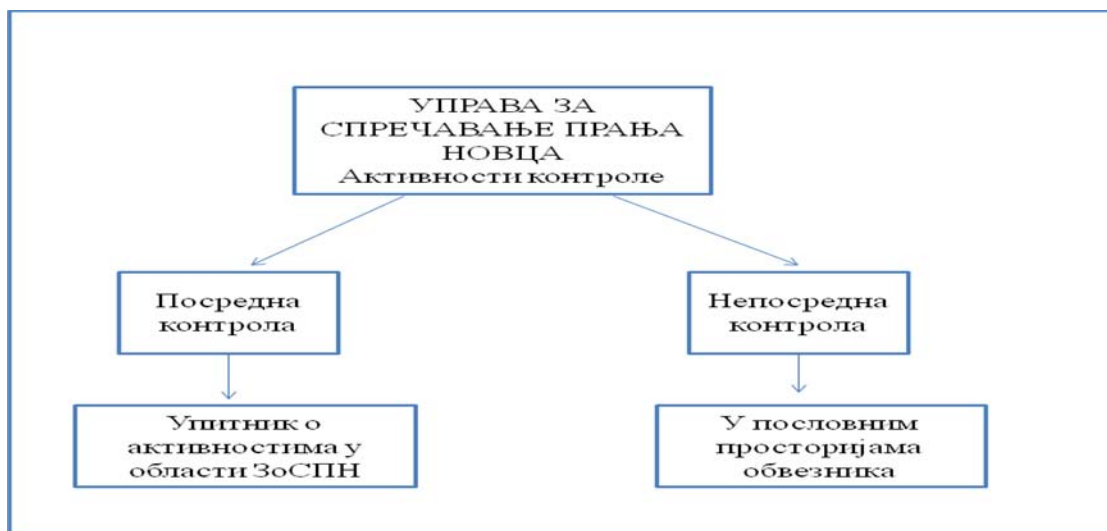 УПРАВА ЗА
СПРЕЧАВАЊЕ ПРАЊА
НОВЦА
Активности контроле
Посредна
контрола
Непосредна
контрола
Упитник о
активностима у
области ЗоСПН
У пословним
просторијама
обвезника